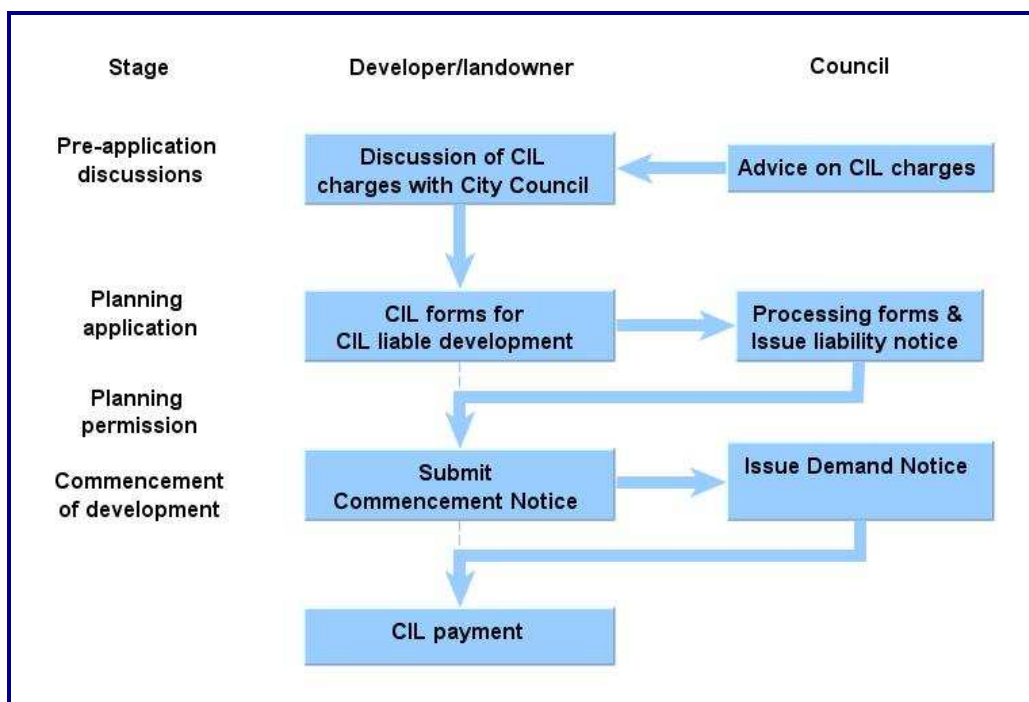 Stage
Developer/landowner
Council
Pre-application
discussions
Discussion of CIL
charges with City Council
Advice on CIL charges
Planning
application
CIL forms for
CIL liable development
Processing forms &
Issue liability notice
Planning
permission
Commencement
of development
Submit
Commencement Notice
Issue Demand Notice
CIL payment